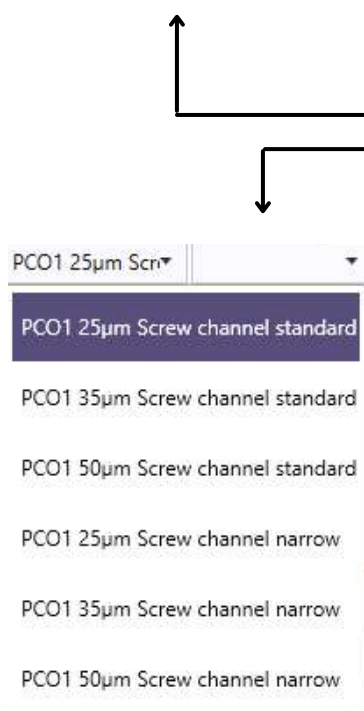 PCO1 25µm Scr
PCO1 25µm Screw channel standard
PCO1 35µm Screw channel standard
PCO1 50µm Screw channel standard
PCO1 25µm Screw channel narrow
PCO1 35µm Screw channel narrow
PCO1 50µm Screw channel narrow